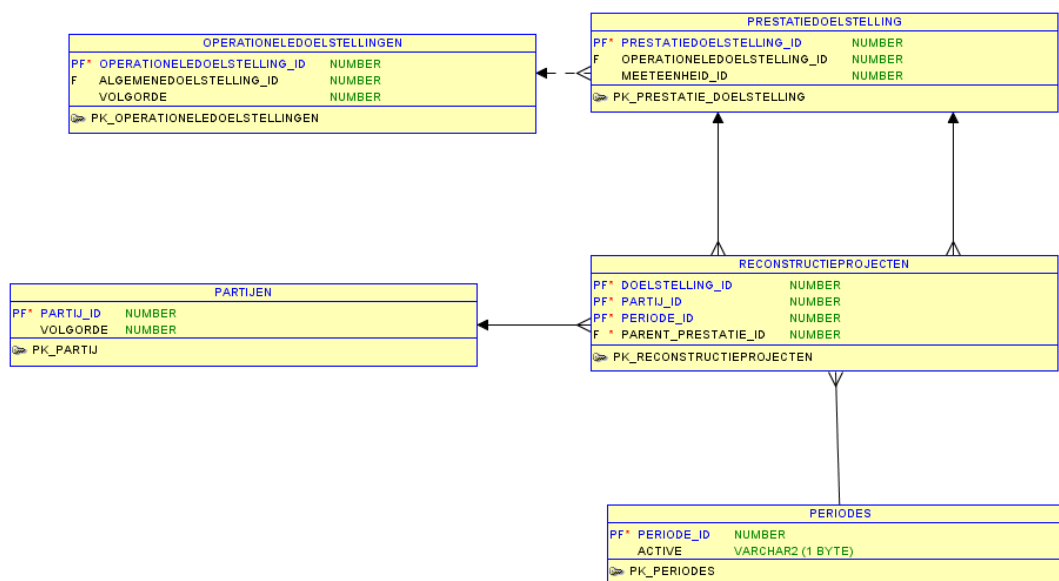 PRESTATIEDOELSTELLING
PF* PRESTATIEDOELSTELLING_ID NUMBER
F OPERATIONELEDOELSTELLING_ID NUMBER
MEETEENHEID_ID NUMBER
PK_PRESTATIE_DOELSTELLING
OPERATIONELEDOELSTELLINGEN
PF* OPERATIONELEDOELSTELLING_ID NUMBER
F ALGEMENEDOELSTELLING_ID NUMBER
VOLGORDE NUMBER
PK_OPERATIONELEDOELSTELLINGEN
RECONSTRUCTIEPROJECTEN
PF* DOELSTELLING_ID NUMBER
PF* PARTIJ_ID NUMBER
PF* PERIODE_ID NUMBER
F * PARENT_PRESTATIE_ID NUMBER
PK_RECONSTRUCTIEPROJECTEN
PARTIJEN
PF* PARTIJ_ID NUMBER
VOLGORDE NUMBER
PK_PARTIJ
PERIODES
PF* PERIODE_ID NUMBER
ACTIVE VARCHAR2 (1 BYTE)
PK_PERIODES